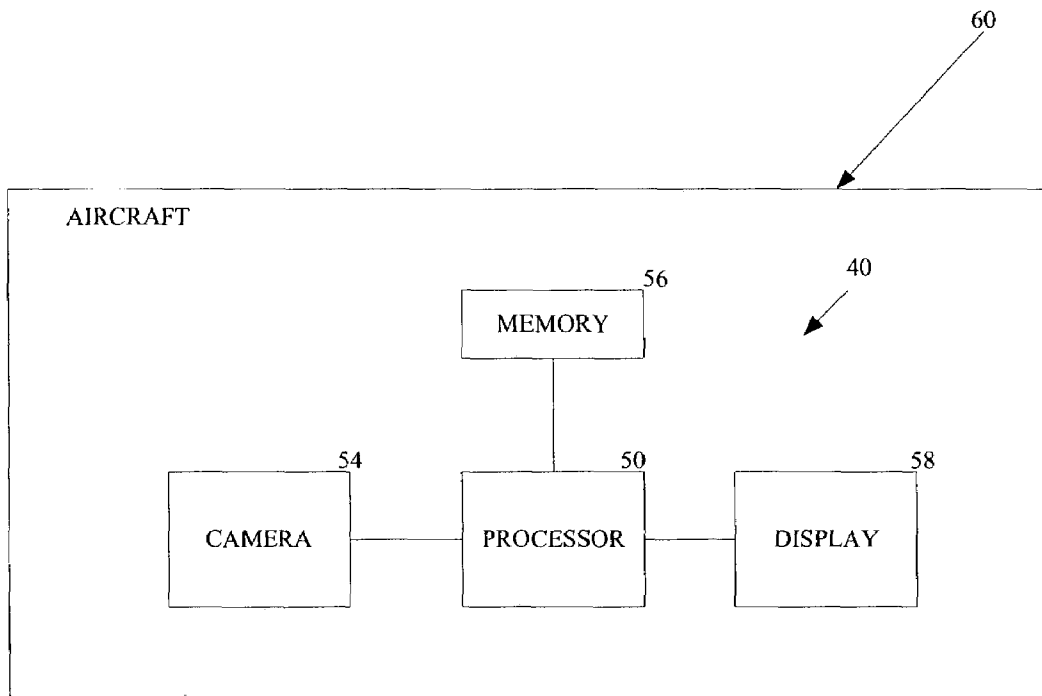 60
AIRCRAFT
40
56
MEMORY
54
50
58
CAMERA
PROCESSOR
DISPLAY